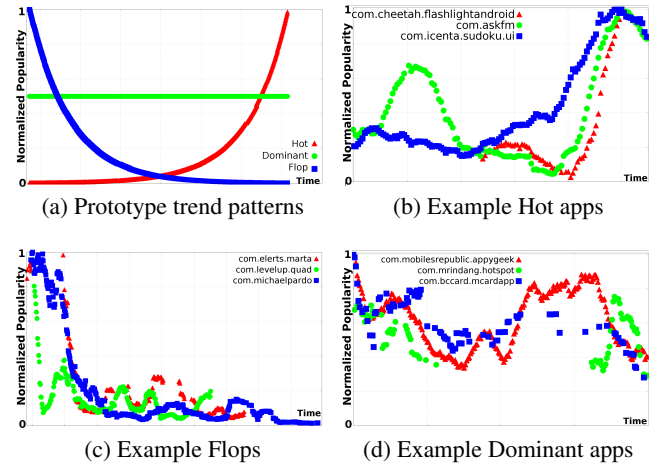 1
Normalized Popularity
Hot
Dominant
Flop
0
Time
(a) Prototype trend patterns
1
com.cheetah.flashlightandroid
com.askfm
com.icenta.sudoku.ui
Normalized Popularity
0
Time
(b) Example Hot apps
1
com.elerts.marta
com.levelup.quad
com.michaelpardo
Normalized Popularity
0
Time
(c) Example Flops
1
com.mobilesrepublic.appygeek
com.mrindang.hotspot
com.bccard.mcardapp
Normalized Popularity
0
Time
(d) Example Dominant apps